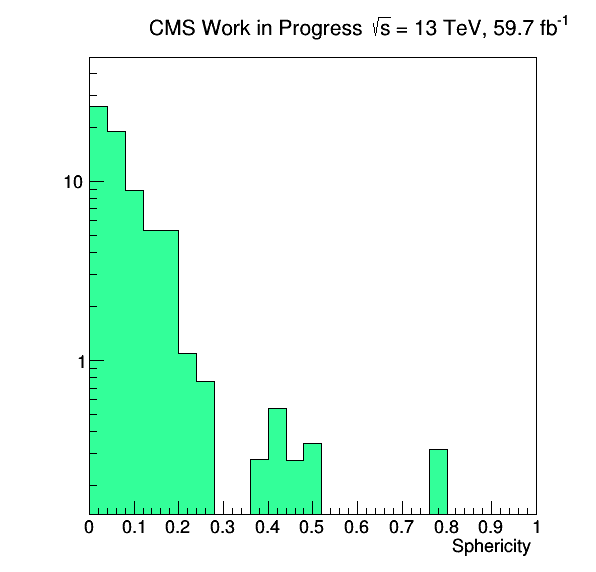 CMS Work in Progress √s = 13 TeV, 59.7 fb⁻¹
10
1
0 0.1 0.2 0.3 0.4 0.5 0.6 0.7 0.8 0.9 1
Sphericity